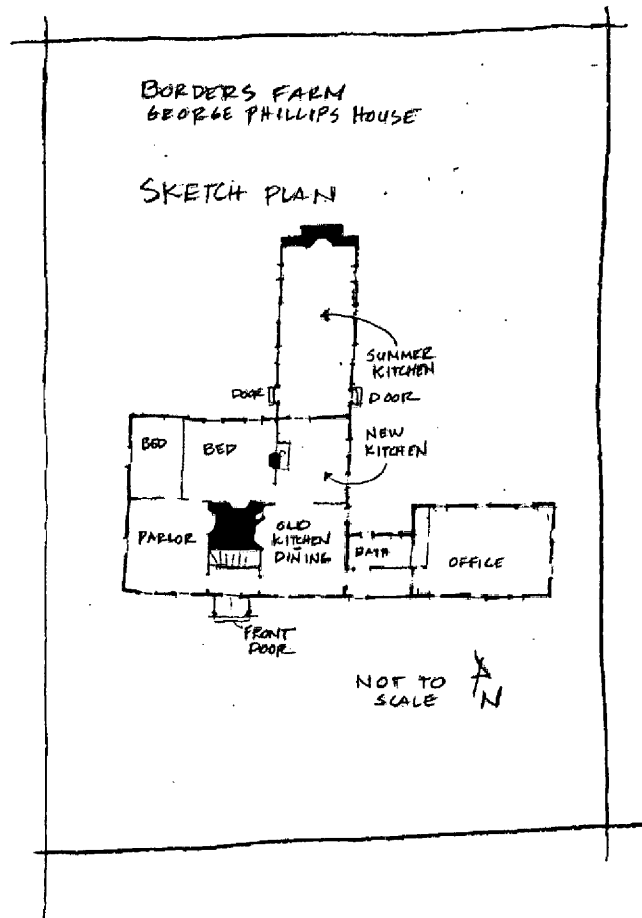 BORDERS FARM
GEORGE PHILLIPS HOUSE
SKETCH PLAN
SUMMER
KITCHEN
DOOR
DOOR
NEW
KITCHEN
BED
BED
PARLOR
OLD
KITCHEN
DINING
BATH
OFFICE
FRONT
DOOR
NOT TO
SCALE
N